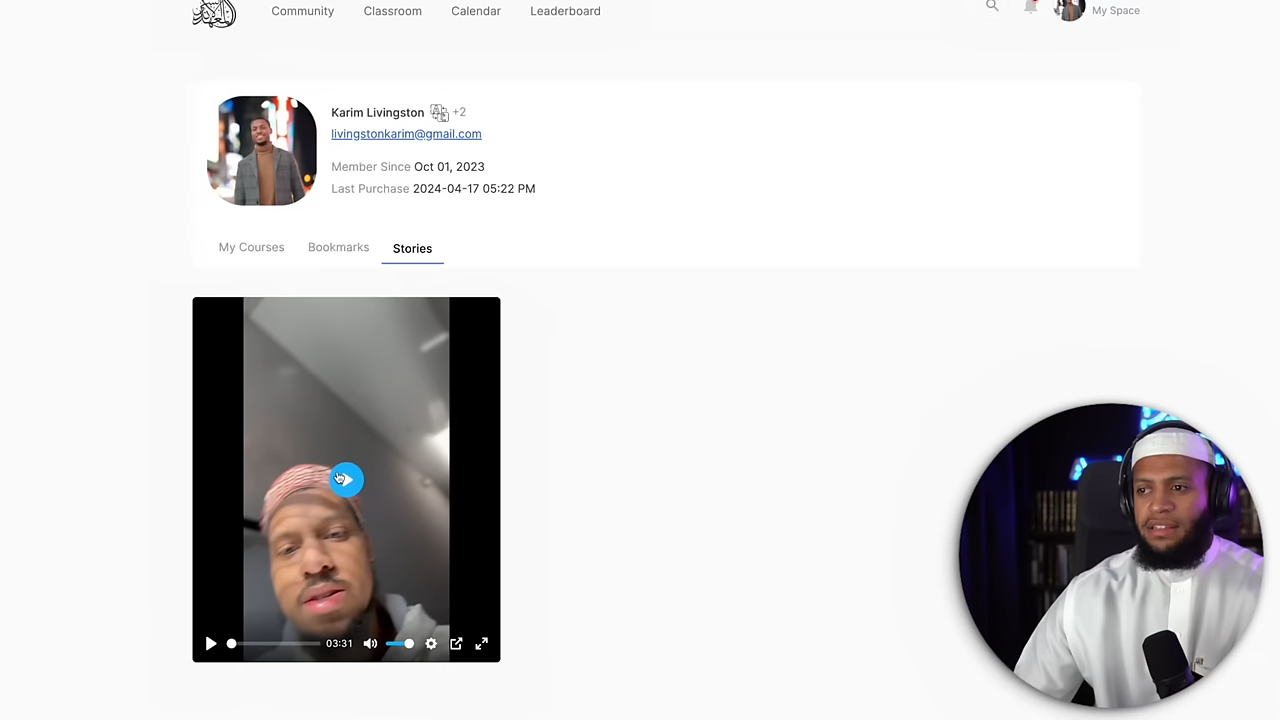 Community Classroom Calendar Leaderboard My Space
Karim Livingston +2
livingstonkarim@gmail.com
Member Since Oct 01, 2023
Last Purchase 2024-04-17 05:22 PM
My Courses Bookmarks Stories
03:31